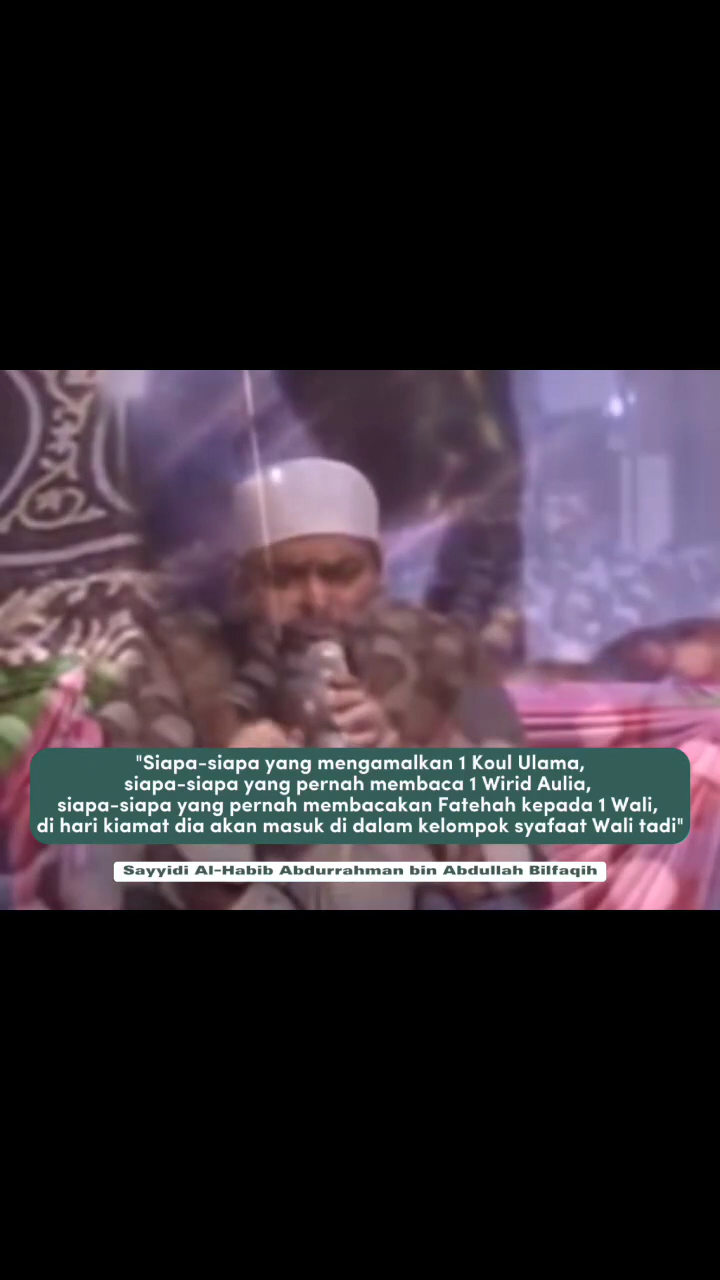 "Siapa-siapa yang mengamalkan 1 Koul Ulama,
siapa-siapa yang pernah membaca 1 Wirid Aulia,
siapa-siapa yang pernah membacakan Fatehah kepada 1 Wali,
di hari kiamat dia akan masuk di dalam kelompok syafaat Wali tadi"
Sayyidi Al-Habib Abdurrahman bin Abdullah Bilfaqih